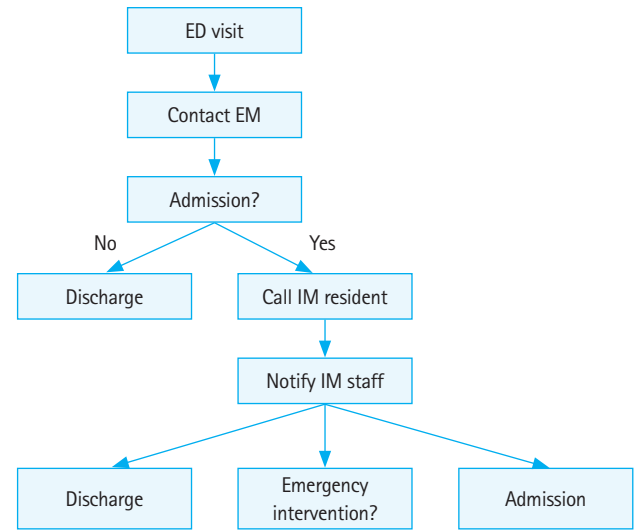 ED visit
Contact EM
Admission?
No
Yes
Discharge
Call IM resident
Notify IM staff
Discharge
Emergency
intervention?
Admission